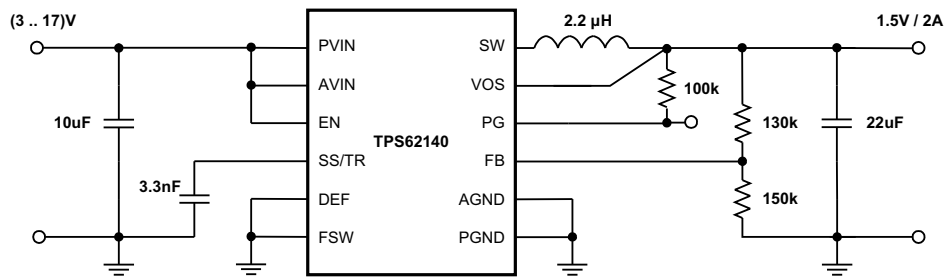 (3 .. 17)V
2.2 µH
1.5V / 2A
PVIN
SW
AVIN
VOS
100k
10uF
EN
PG
130k
22uF
TPS62140
SS/TR
FB
3.3nF
DEF
AGND
150k
FSW
PGND